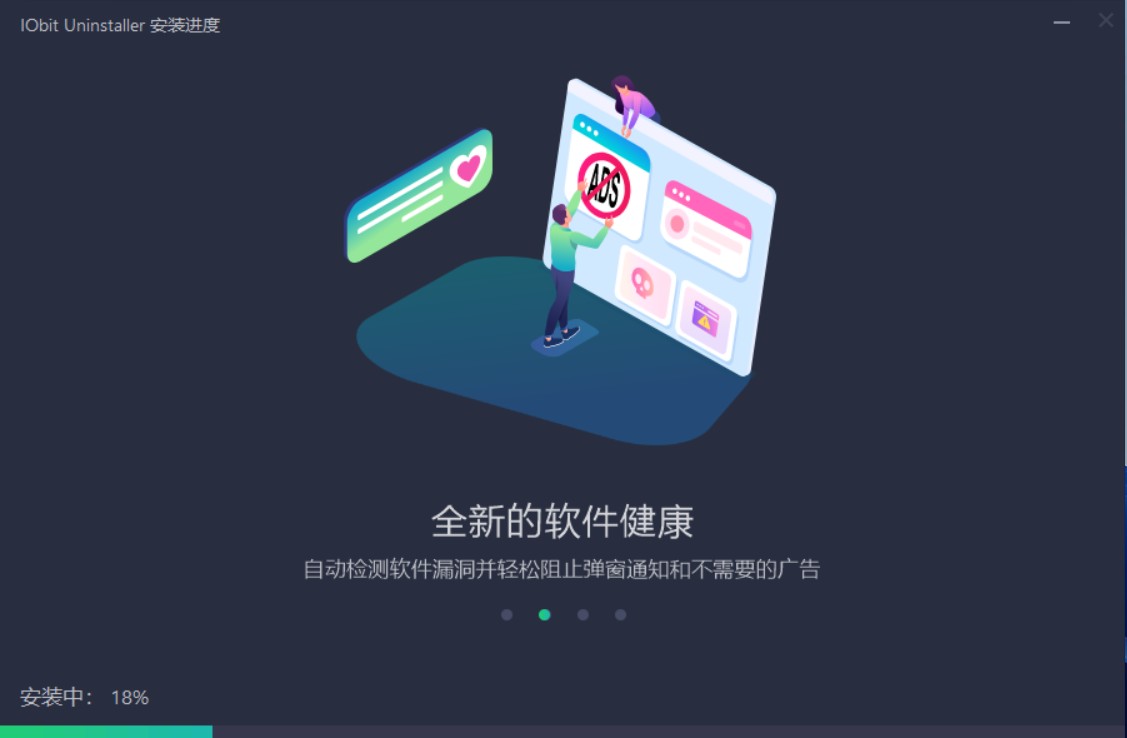 IObit Uninstaller 安装进度
ADS
全新的软件健康
自动检测软件漏洞并轻松阻止弹窗通知和不需要的广告
安装中： 18%